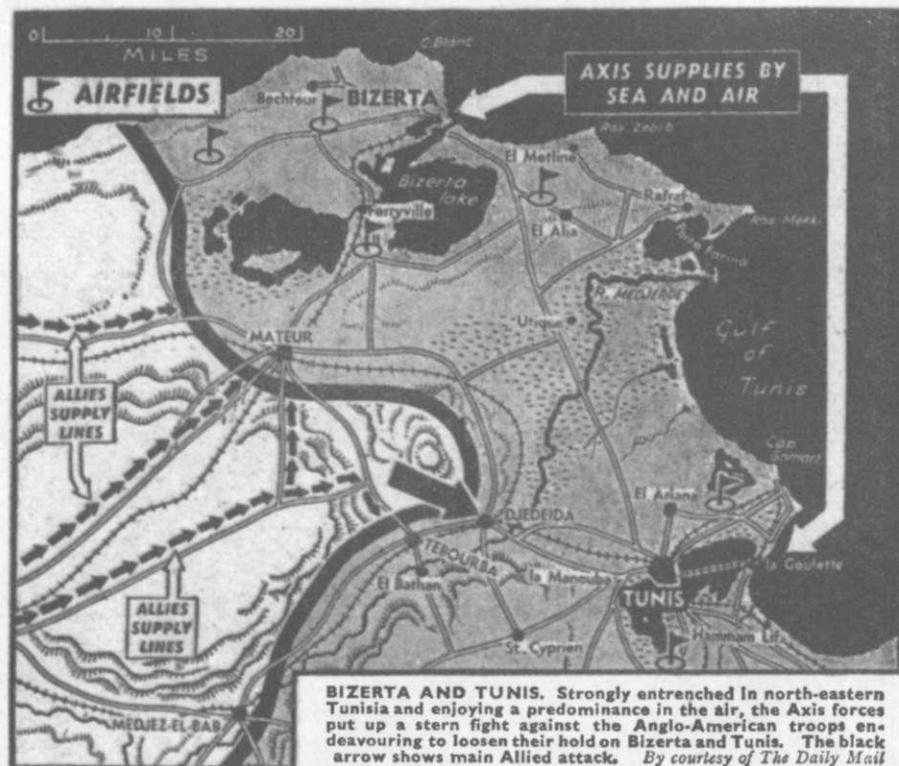 0 10 20
MILES
C. Blanc
AIRFIELDS
AXIS SUPPLIES BY
SEA AND AIR
Bechteur
BIZERTA
Ras Zebib
El Metline
Bizerta
lake
Rafraf
Ferryville
El Alia
Farina
R. MEDJERDE
Utique
Gulf
of
Tunis
MATEUR
ALLIES
SUPPLY
LINES
Cap
Gamart
El Ariana
DJEDEIDA
TEBOURBA
la Manouba
la Goulette
El Bathan
TUNIS
ALLIES
SUPPLY
LINES
Hammam Lif
St. Cyprien
MEDJEZ-EL-BAB
BIZERTA AND TUNIS. Strongly entrenched in north-eastern
Tunisia and enjoying a predominance in the air, the Axis forces
put up a stern fight against the Anglo-American troops en-
deavouring to loosen their hold on Bizerta and Tunis. The black
arrow shows main Allied attack. By courtesy of The Daily Mail